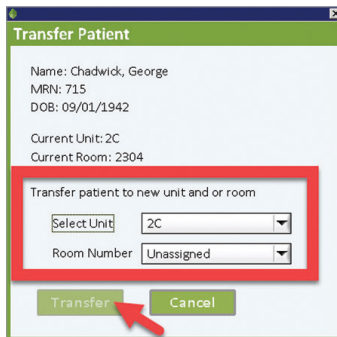 Transfer Patient
Name: Chadwick, George
MRN: 715
DOB: 09/01/1942
Current Unit: 2C
Current Room: 2304
Transfer patient to new unit and or room
Select Unit 2C
Room Number Unassigned
Transfer Cancel